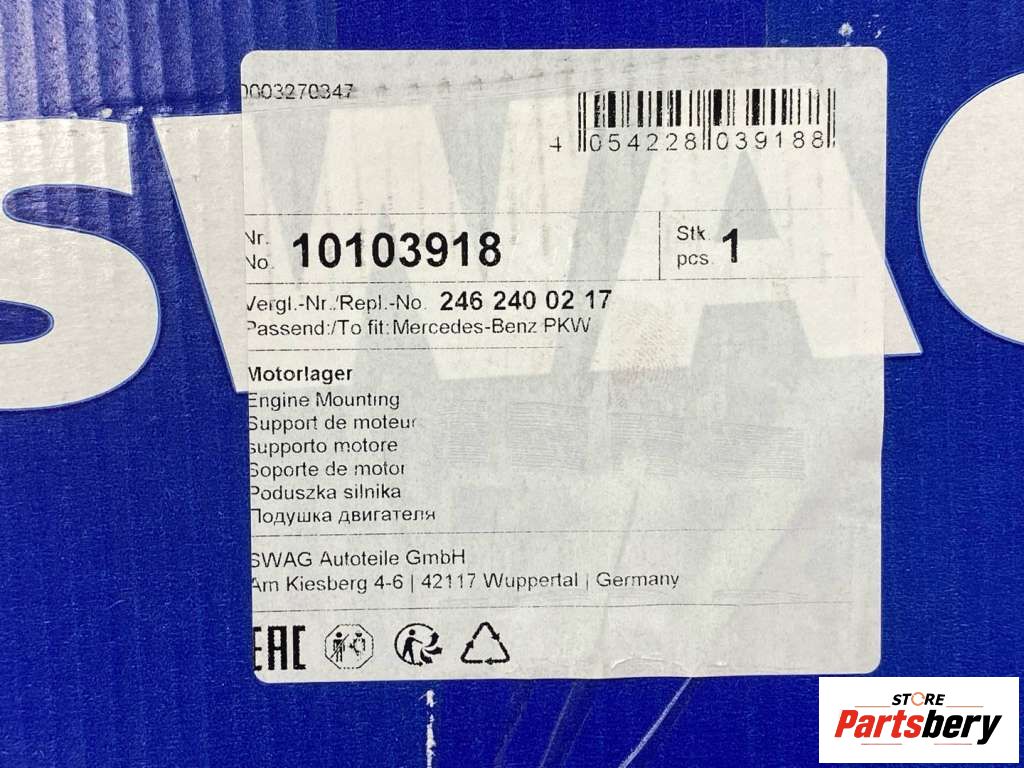 SWAG
0003270347
4 054228 039188
Nr.
No. 10103918
Stk.
pcs. 1
Vergl.-Nr./Repl.-No. 246 240 02 17
Passend:/To fit: Mercedes-Benz PKW
Motorlager
Engine Mounting
Support de moteur
supporto motore
Soporte de motor
Poduszka silnika
Подушка двигателя
SWAG Autoteile GmbH
Am Kiesberg 4-6 | 42117 Wuppertal | Germany
EAC
STORE
Partsbery